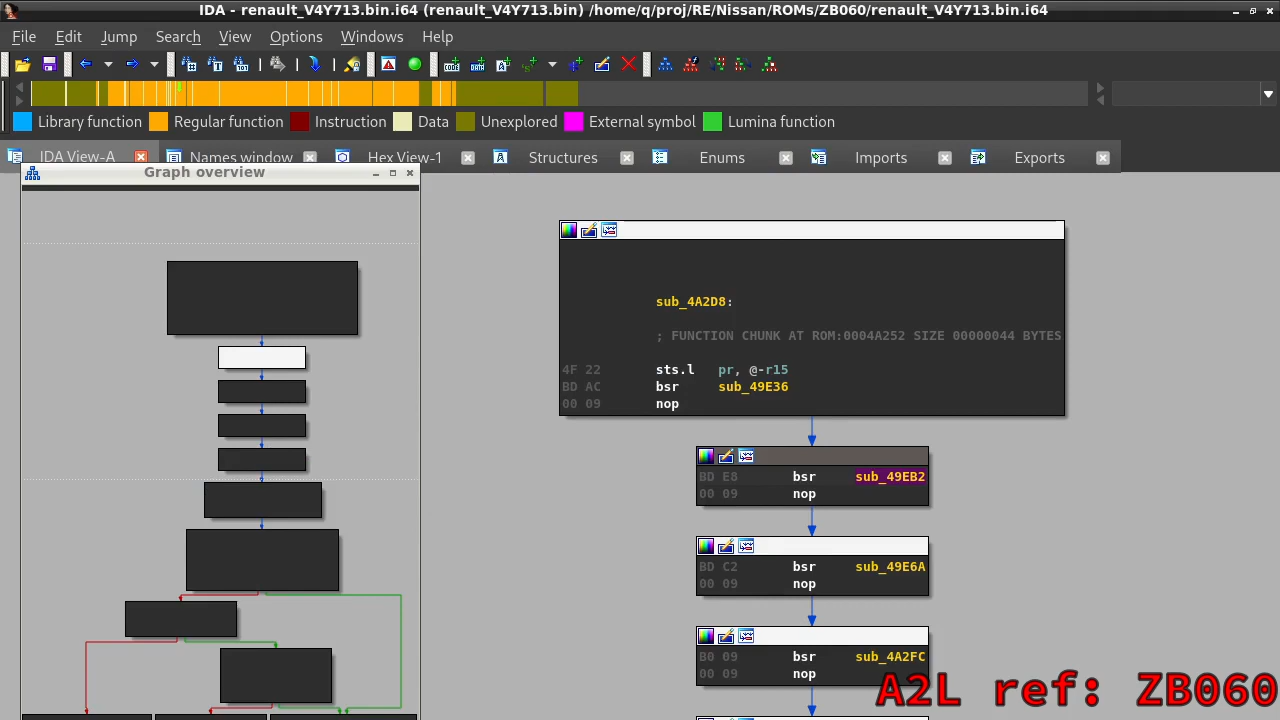 IDA - renault_V4Y713.bin.i64 (renault_V4Y713.bin) /home/q/proj/RE/Nissan/ROMs/ZB060/renault_V4Y713.bin.i64
File Edit Jump Search View Options Windows Help
Library function Regular function Instruction Data Unexplored External symbol Lumina function
IDA View-A Names window Hex View-1 Structures Enums Imports Exports
Graph overview
sub_4A2D8:
; FUNCTION CHUNK AT ROM:0004A252 SIZE 00000044 BYTES
4F 22 sts.l pr, @-r15
BD AC bsr sub_49E36
00 09 nop
BD E8 bsr sub_49EB2
00 09 nop
BD C2 bsr sub_49E6A
00 09 nop
B0 09 bsr sub_4A2FC
00 09 nop
A2L ref: ZB060